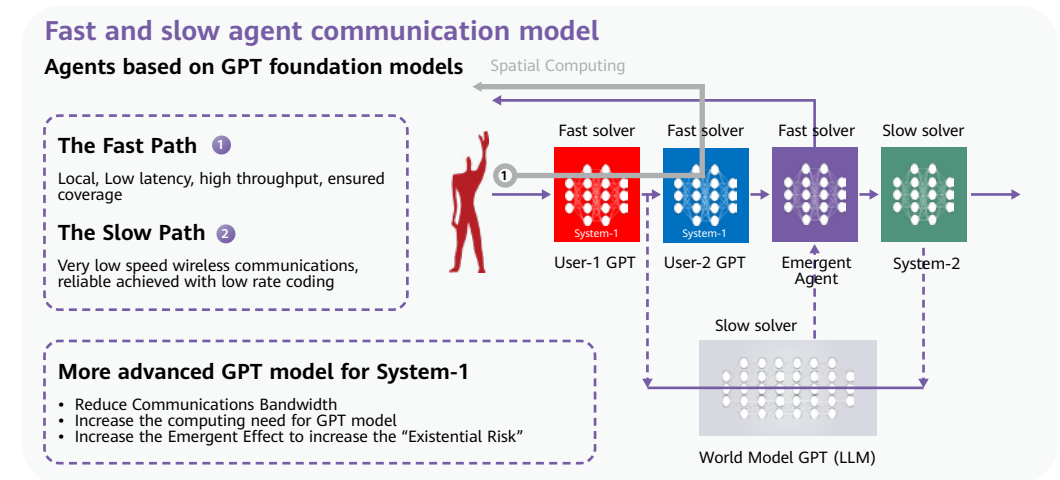 Fast and slow agent communication model
Agents based on GPT foundation models
Spatial Computing
The Fast Path 1
Local, Low latency, high throughput, ensured
coverage
The Slow Path 2
Very low speed wireless communications,
reliable achieved with low rate coding
1
Fast solver
Fast solver
Fast solver
Slow solver
System-1
System-1
User-1 GPT
User-2 GPT
Emergent
Agent
System-2
Slow solver
World Model GPT (LLM)
More advanced GPT model for System-1
• Reduce Communications Bandwidth
• Increase the computing need for GPT model
• Increase the Emergent Effect to increase the “Existential Risk”